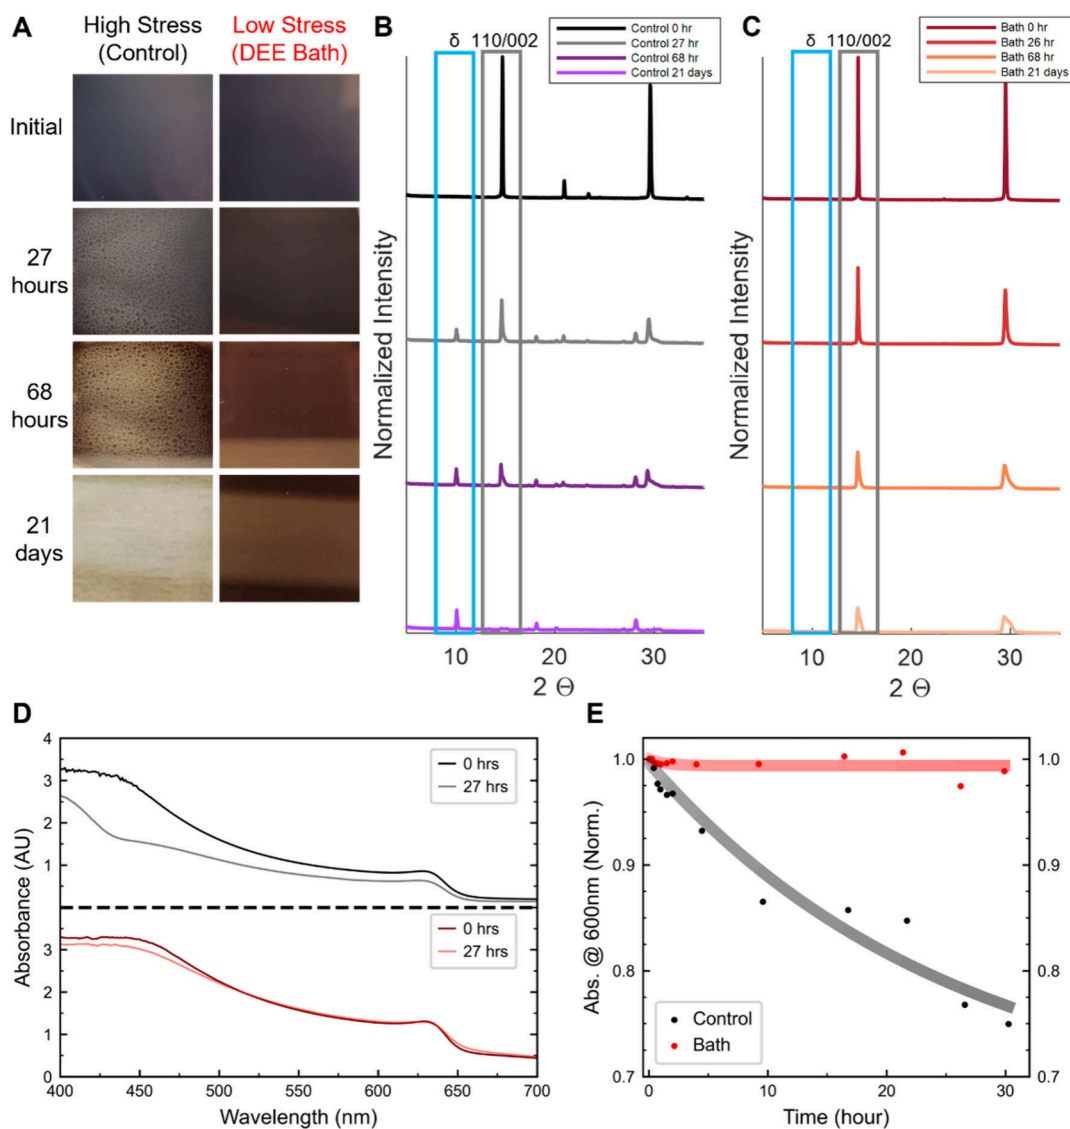 A
High Stress
(Control)
Low Stress
(DEE Bath)
Initial
27
hours
68
hours
21
days
B
δ 110/002
Control 0 hr
Control 27 hr
Control 68 hr
Control 21 days
Normalized Intensity
10 20 30
2 Θ
C
δ 110/002
Bath 0 hr
Bath 26 hr
Bath 68 hr
Bath 21 days
Normalized Intensity
10 20 30
2 Θ
D
4
3
2
1
3
2
1
0
0 hrs
27 hrs
0 hrs
27 hrs
Absorbance (AU)
400 450 500 550 600 650 700
Wavelength (nm)
E
1.0
0.9
0.8
0.7
1.0
0.9
0.8
0.7
Abs. @ 600nm (Norm.)
Control
Bath
0 10 20 30
Time (hour)